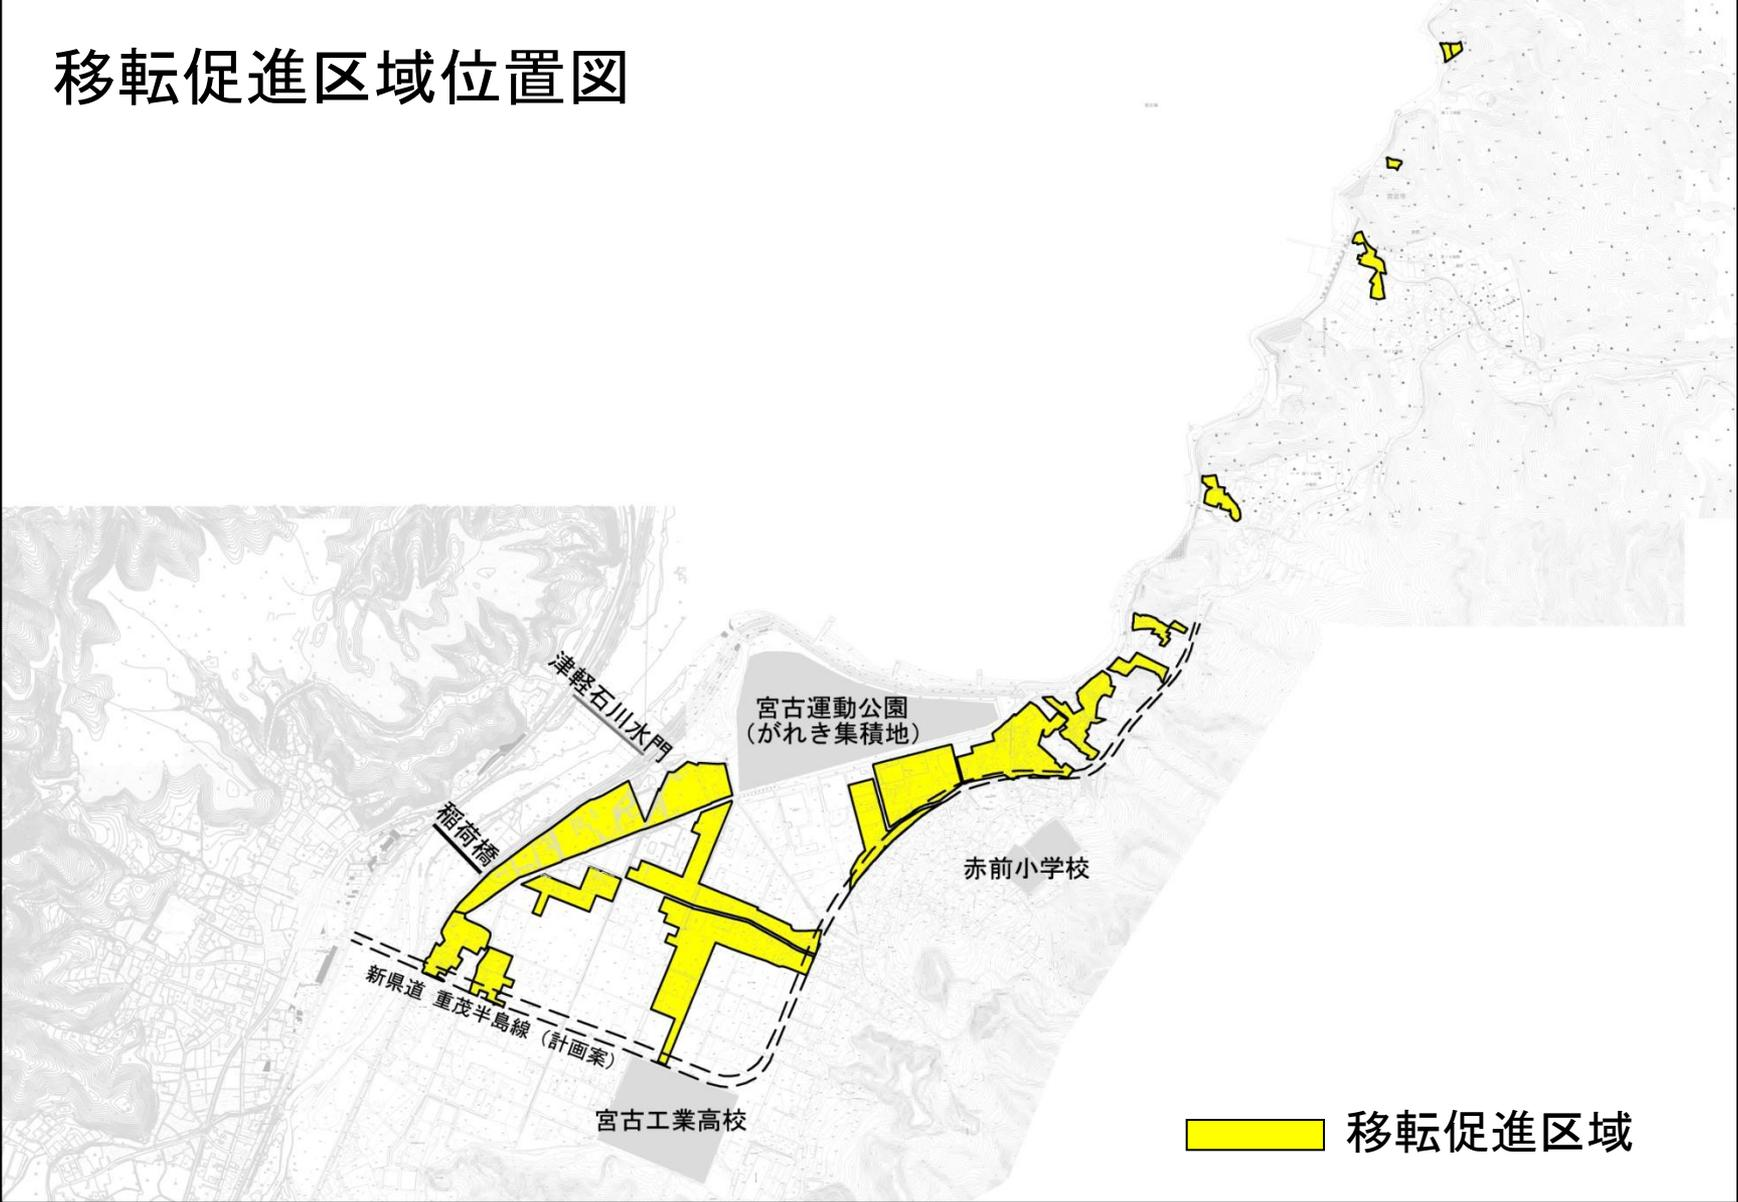 移転促進区域位置図
津軽石川水門
宮古運動公園
(がれき集積地)
稲荷橋
赤前小学校
新県道 重茂半島線(計画案)
宮古工業高校
移転促進区域